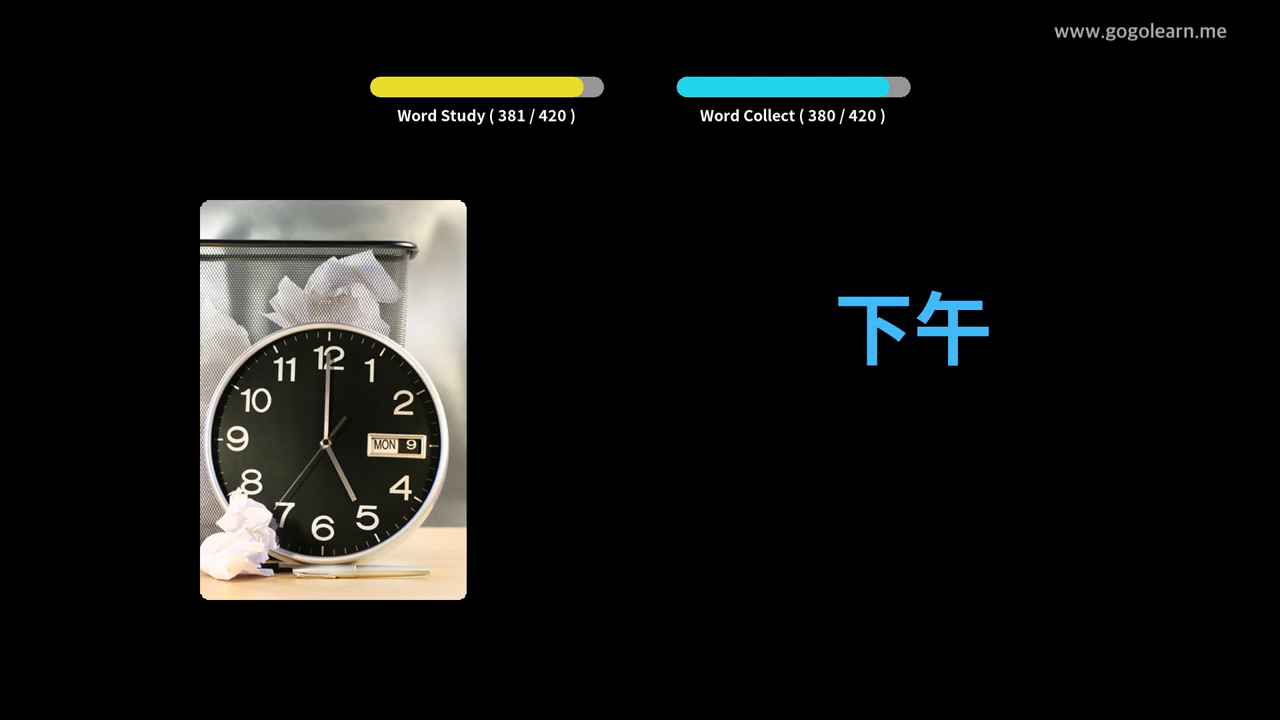 www.gogolearn.me
Word Study ( 381 / 420 )
Word Collect ( 380 / 420 )
下午
12
11
1
10
2
9
MON 9
8
4
7
5
6